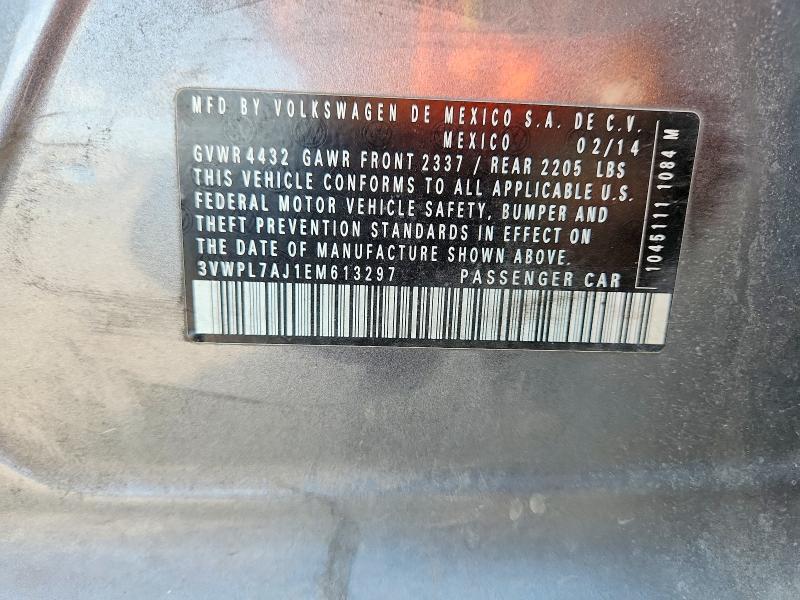 MFD BY VOLKSWAGEN DE MEXICO S.A. DE C.V.
MEXICO 02/14
GVWR 4432 GAWR FRONT 2337 / REAR 2205 LBS
THIS VEHICLE CONFORMS TO ALL APPLICABLE U.S.
FEDERAL MOTOR VEHICLE SAFETY, BUMPER AND
THEFT PREVENTION STANDARDS IN EFFECT ON
THE DATE OF MANUFACTURE SHOWN ABOVE.
3VWPL7AJ1EM613297 PASSENGER CAR
1045111 1084 M